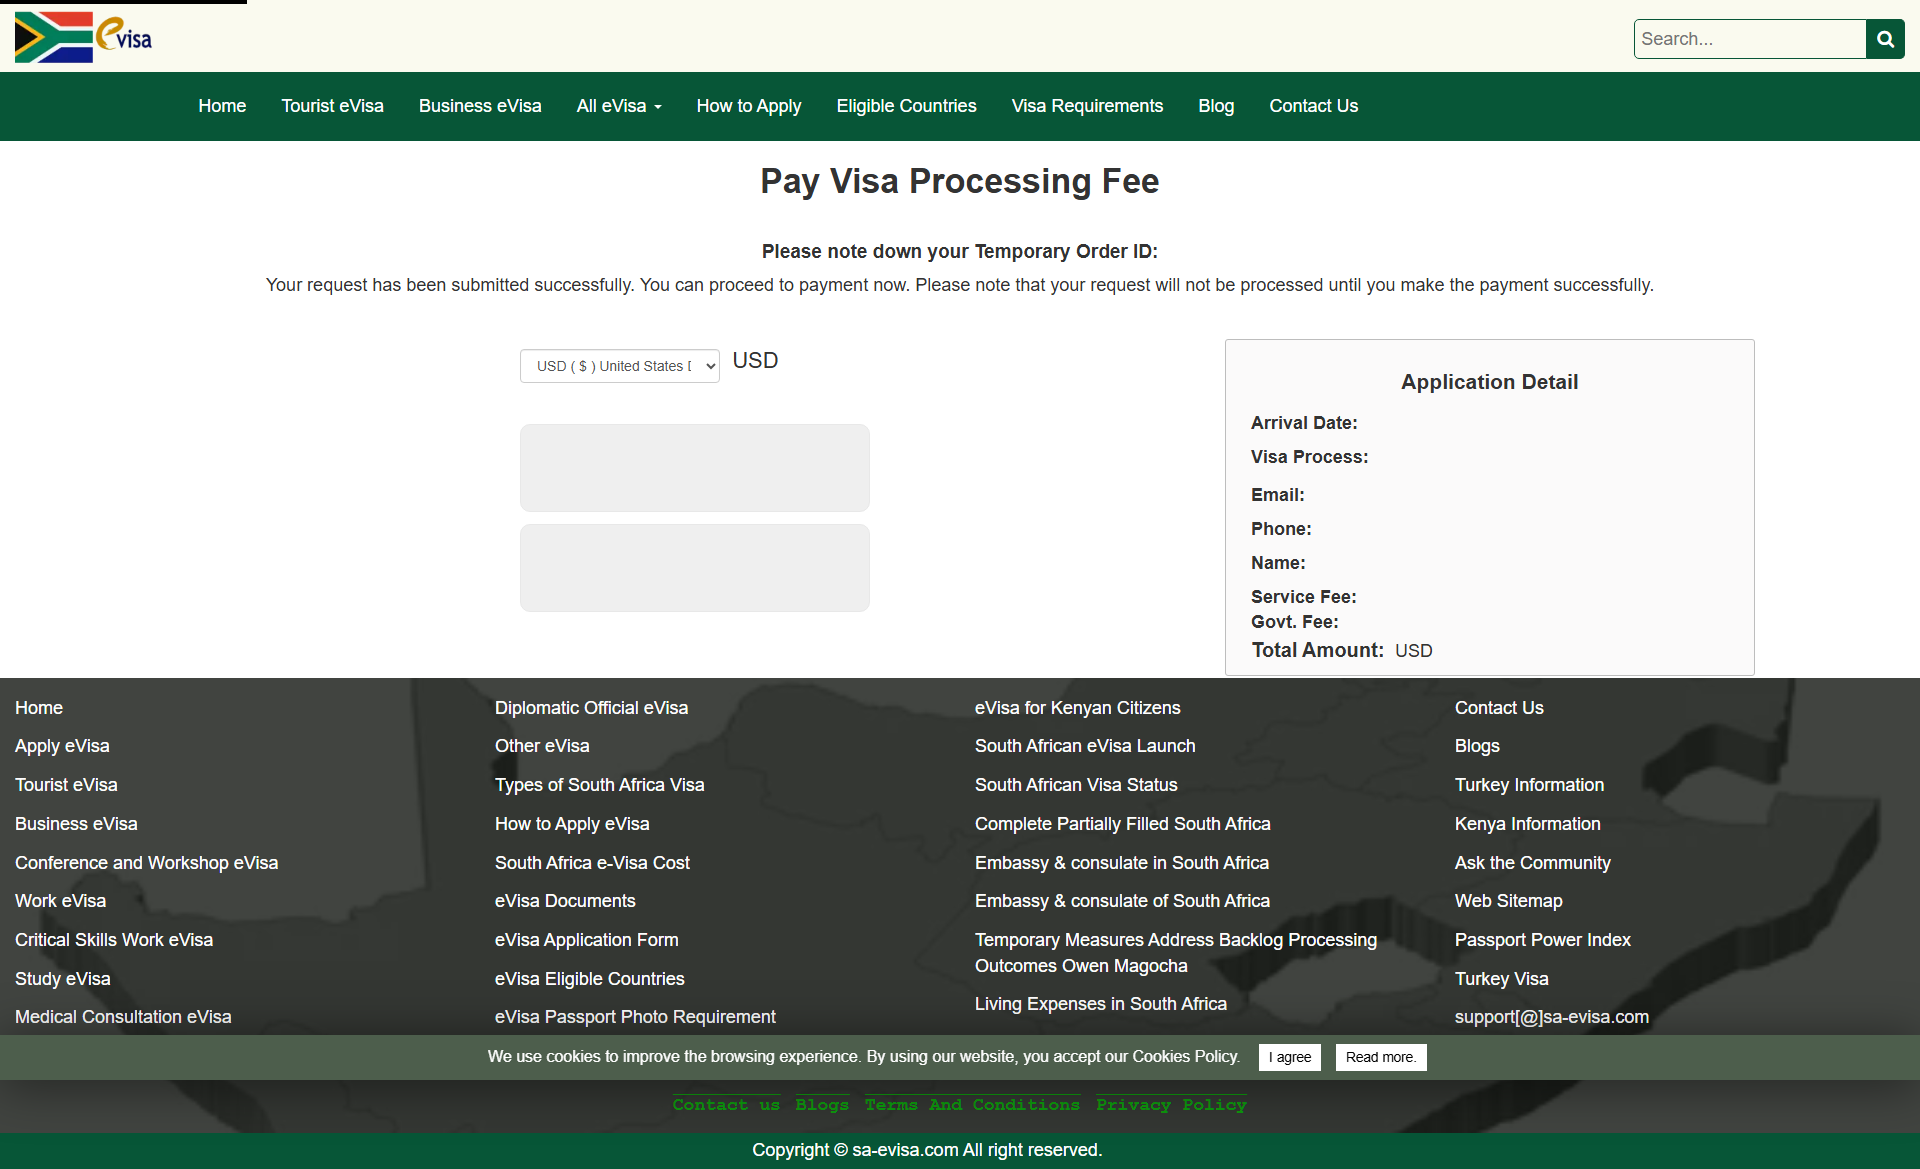 evisa
Search...
Home Tourist eVisa Business eVisa All eVisa How to Apply Eligible Countries Visa Requirements Blog Contact Us
Pay Visa Processing Fee
Please note down your Temporary Order ID:
Your request has been submitted successfully. You can proceed to payment now. Please note that your request will not be processed until you make the payment successfully.
USD ( $ ) United States USD
Application Detail
Arrival Date:
Visa Process:
Email:
Phone:
Name:
Service Fee:
Govt. Fee:
Total Amount: USD
Home
Apply eVisa
Tourist eVisa
Business eVisa
Conference and Workshop eVisa
Work eVisa
Critical Skills Work eVisa
Study eVisa
Medical Consultation eVisa
Diplomatic Official eVisa
Other eVisa
Types of South Africa Visa
How to Apply eVisa
South Africa e-Visa Cost
eVisa Documents
eVisa Application Form
eVisa Eligible Countries
eVisa Passport Photo Requirement
eVisa for Kenyan Citizens
South African eVisa Launch
South African Visa Status
Complete Partially Filled South Africa
Embassy & consulate in South Africa
Embassy & consulate of South Africa
Temporary Measures Address Backlog Processing
Outcomes Owen Magocha
Living Expenses in South Africa
Contact Us
Blogs
Turkey Information
Kenya Information
Ask the Community
Web Sitemap
Passport Power Index
Turkey Visa
support[@]sa-evisa.com
We use cookies to improve the browsing experience. By using our website, you accept our Cookies Policy. I agree Read more.
Contact us Blogs Terms And Conditions Privacy Policy
Copyright © sa-evisa.com All right reserved.